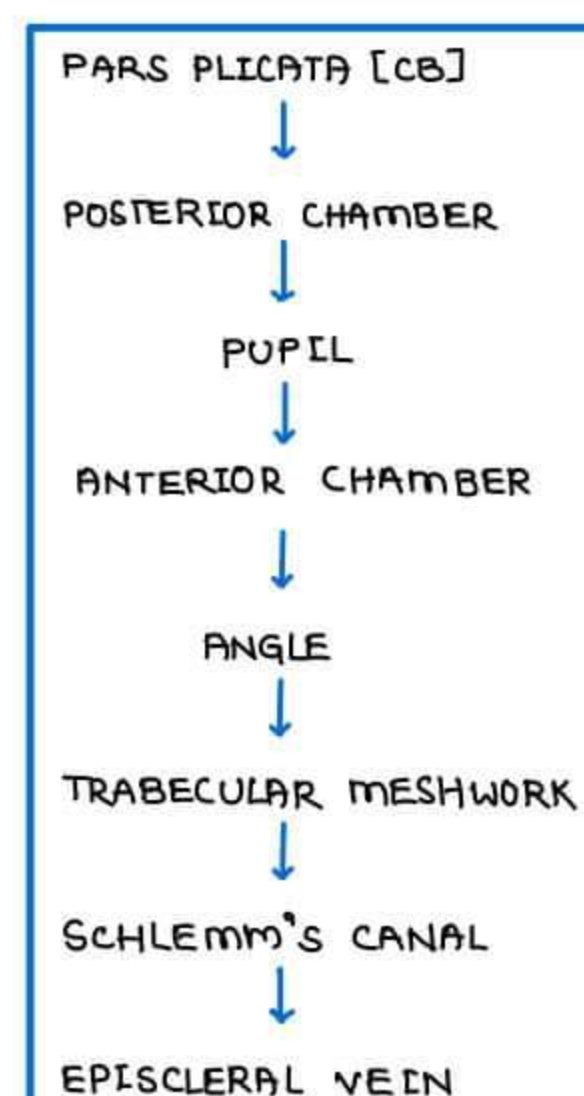 PARS PLICATA [CB]
POSTERIOR CHAMBER
PUPIL
ANTERIOR CHAMBER
ANGLE
TRABECULAR MESHWORK
SCHLEMM'S CANAL
EPISCLERAL VEIN